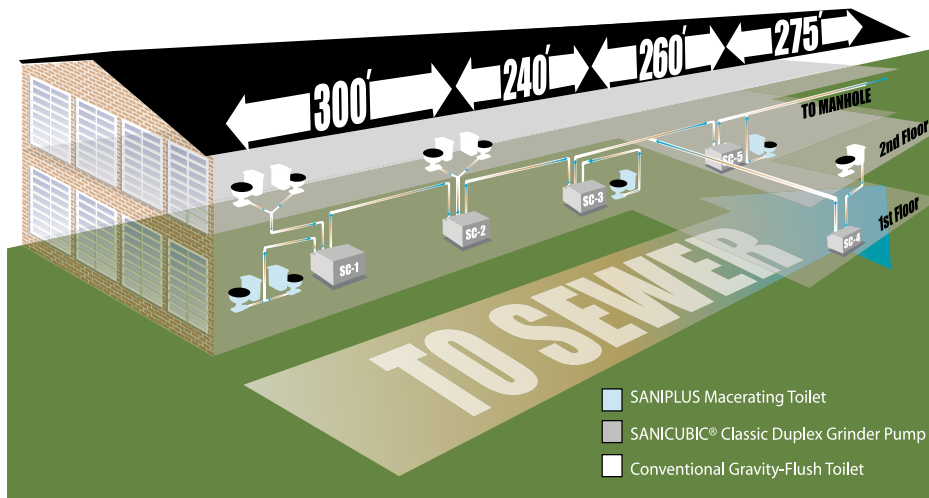 300′
240′
260′
275′
TO MANHOLE
2nd Floor
1st Floor
SC-1
SC-2
SC-3
SC-5
SC-4
TO SEWER
SANIPLUS Macerating Toilet
SANICUBIC® Classic Duplex Grinder Pump
Conventional Gravity-Flush Toilet